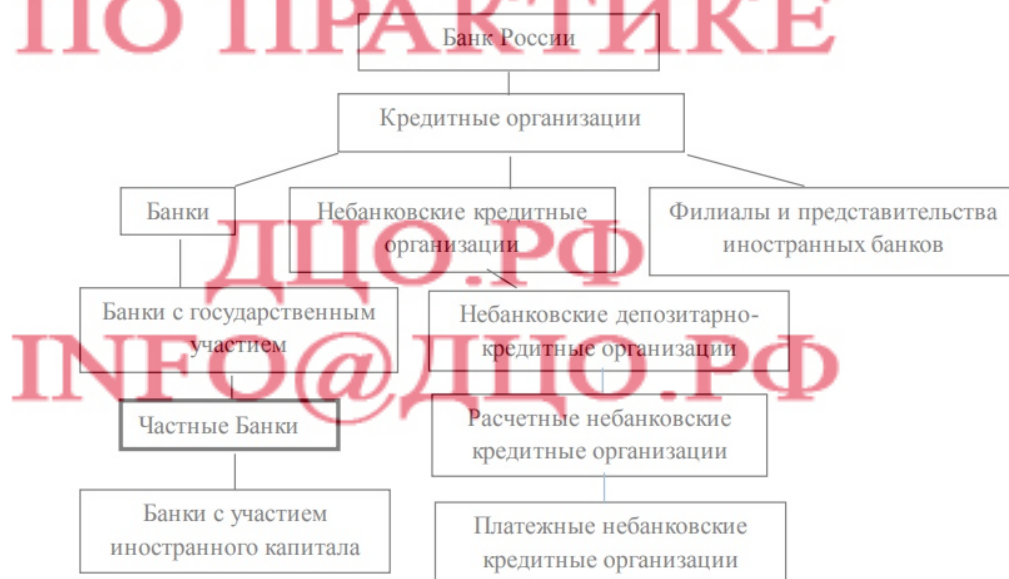 ПО ПРАКТИКЕ
Банк России
Кредитные организации
Банки
Небанковские кредитные
организации
Филиалы и представительства
иностранных банков
ДЦО.РФ
Банки с государственным
участием
Небанковские депозитарно-
кредитные организации
INFO@ДЦО.РФ
Частные Банки
Расчетные небанковские
кредитные организации
Банки с участием
иностранного капитала
Платежные небанковские
кредитные организации